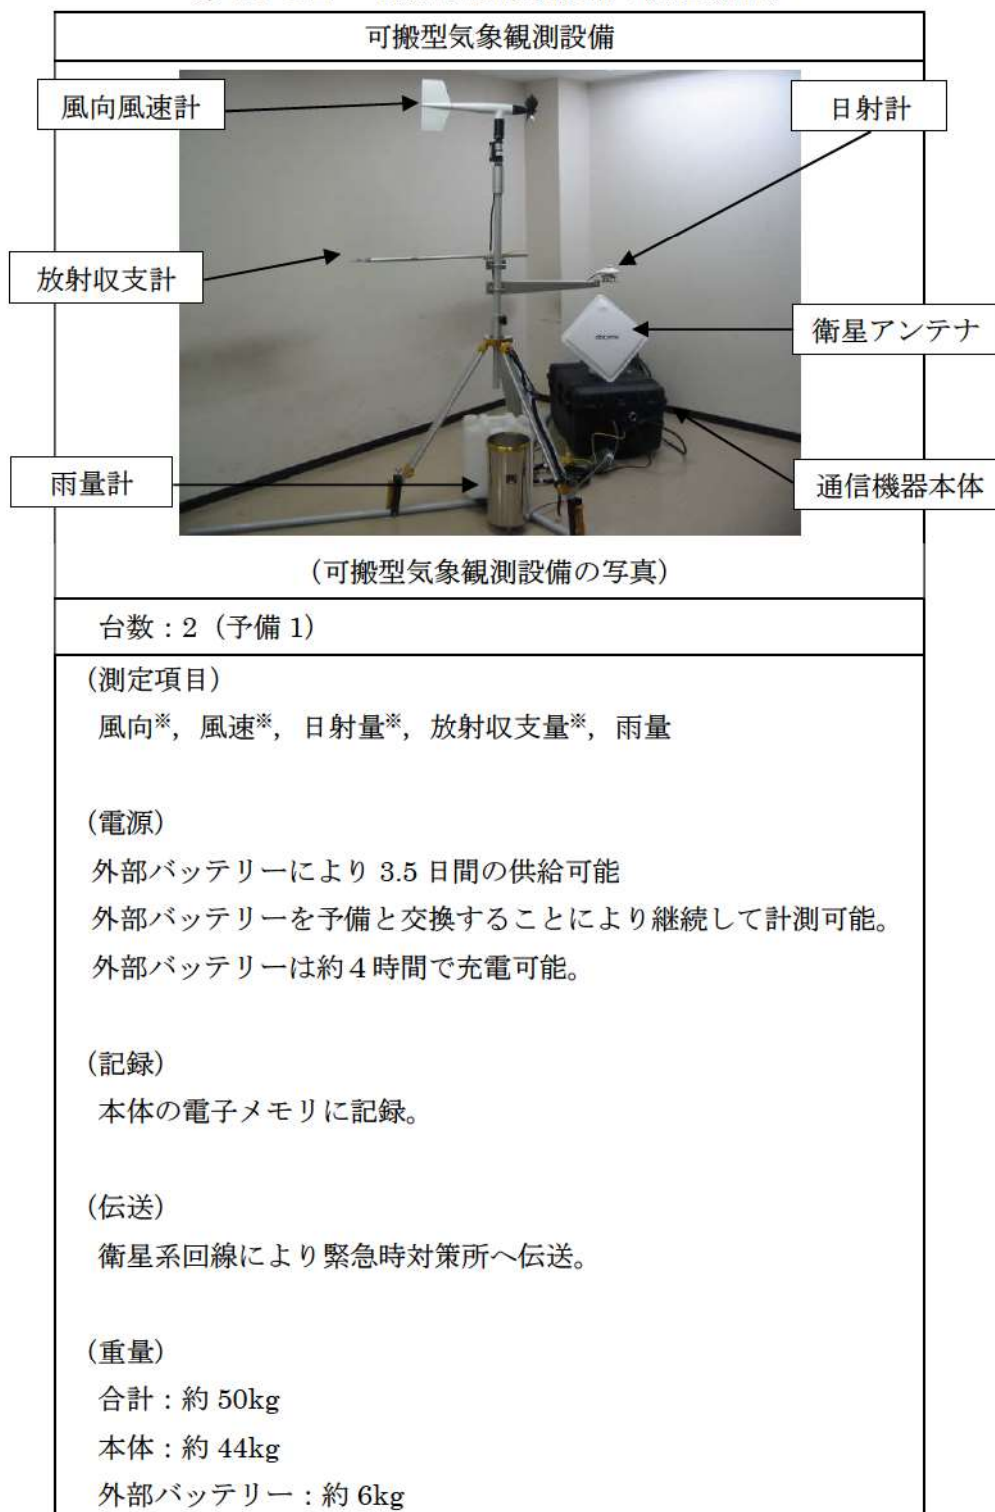 可搬型気象観測設備
風向風速計
日射計
放射収支計
衛星アンテナ
雨量計
通信機器本体
（可搬型気象観測設備の写真）
台数：2（予備 1）
（測定項目）
風向※，風速※，日射量※，放射収支量※，雨量
（電源）
外部バッテリーにより 3.5 日間の供給可能
外部バッテリーを予備と交換することにより継続して計測可能。
外部バッテリーは約４時間で充電可能。
（記録）
本体の電子メモリに記録。
（伝送）
衛星系回線により緊急時対策所へ伝送。
（重量）
合計：約 50kg
本体：約 44kg
外部バッテリー：約 6kg